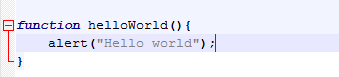 function helloWorld(){
    alert("Hello world");
}